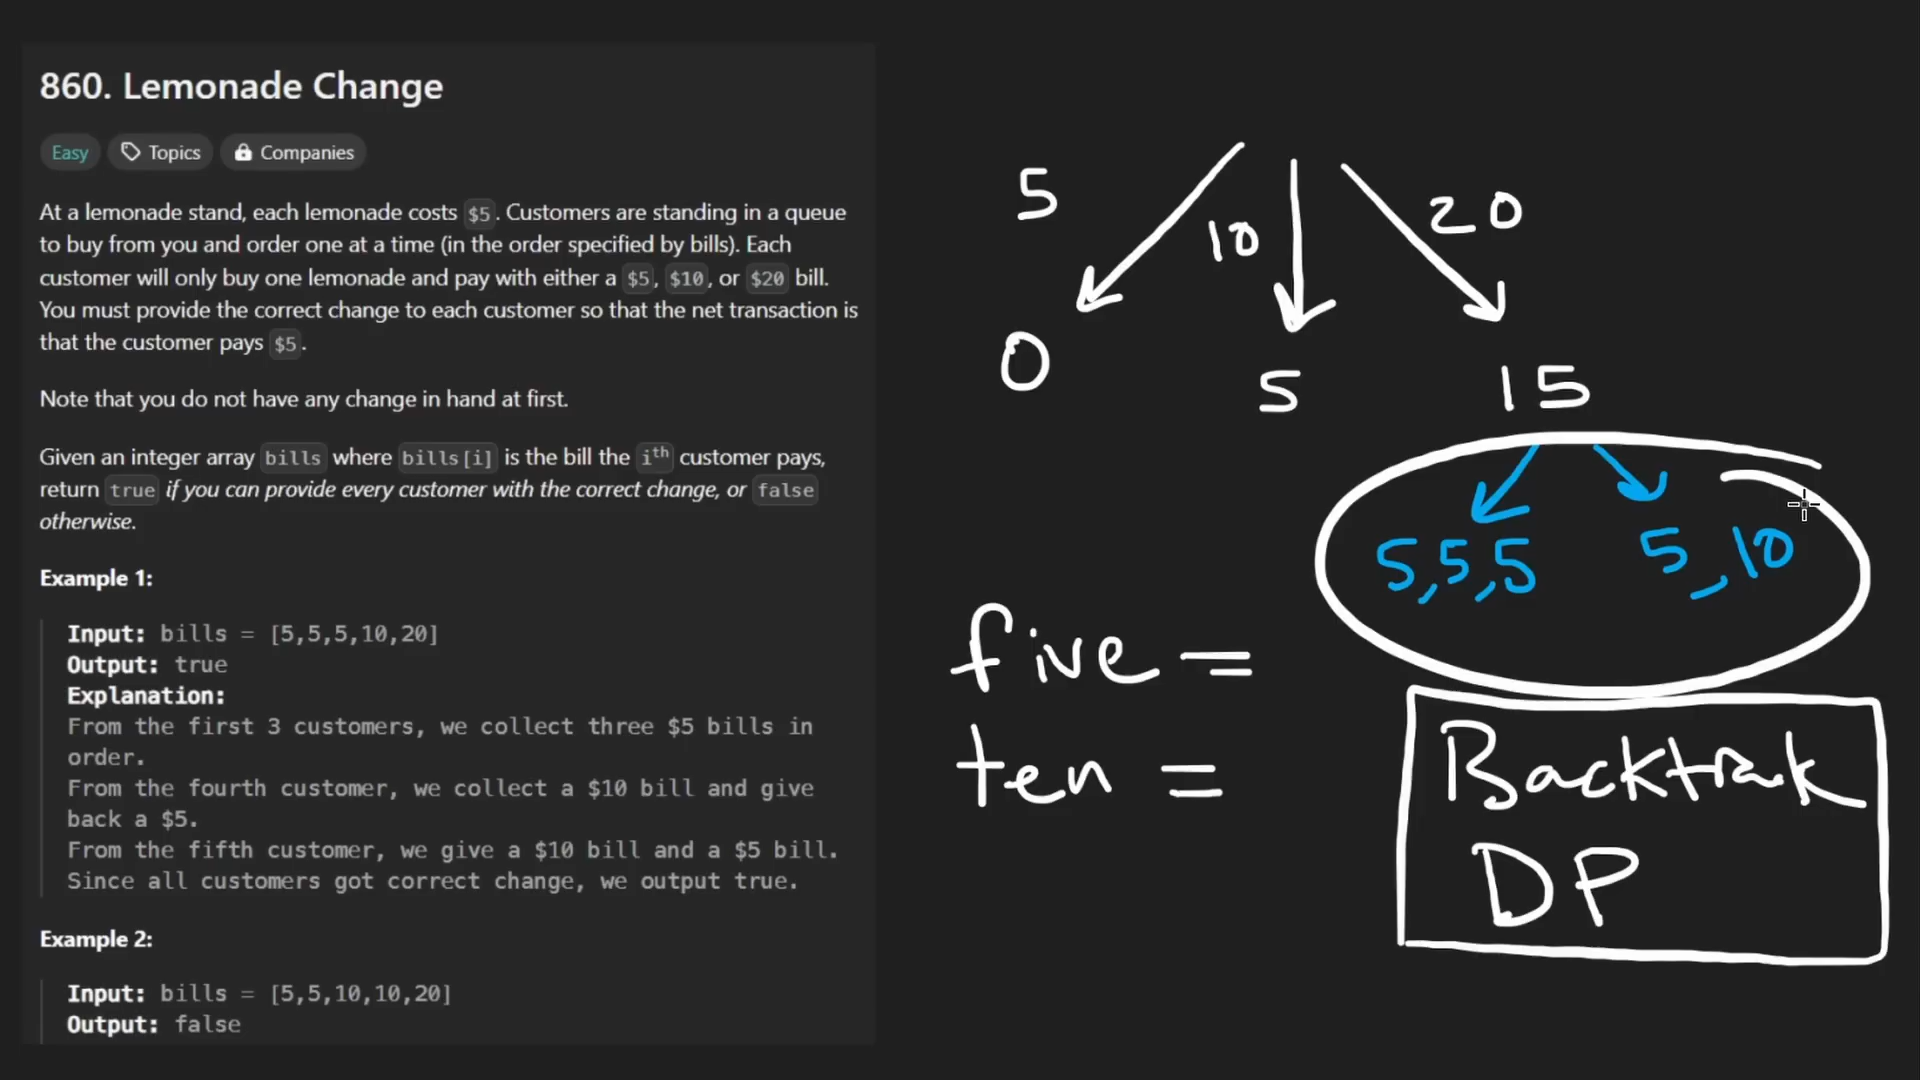 860. Lemonade Change
Easy Topics Companies
At a lemonade stand, each lemonade costs $5. Customers are standing in a queue
to buy from you and order one at a time (in the order specified by bills). Each
customer will only buy one lemonade and pay with either a $5, $10, or $20 bill.
You must provide the correct change to each customer so that the net transaction is
that the customer pays $5.
Note that you do not have any change in hand at first.
Given an integer array bills where bills[i] is the bill the ith customer pays,
return true if you can provide every customer with the correct change, or false
otherwise.
Example 1:
Input: bills = [5,5,5,10,20]
Output: true
Explanation:
From the first 3 customers, we collect three $5 bills in
order.
From the fourth customer, we collect a $10 bill and give
back a $5.
From the fifth customer, we give a $10 bill and a $5 bill.
Since all customers got correct change, we output true.
Example 2:
Input: bills = [5,5,10,10,20]
Output: false
5 10 20
0 5 15
5,5,5 5,10
five =
ten =
Backtrak
DP